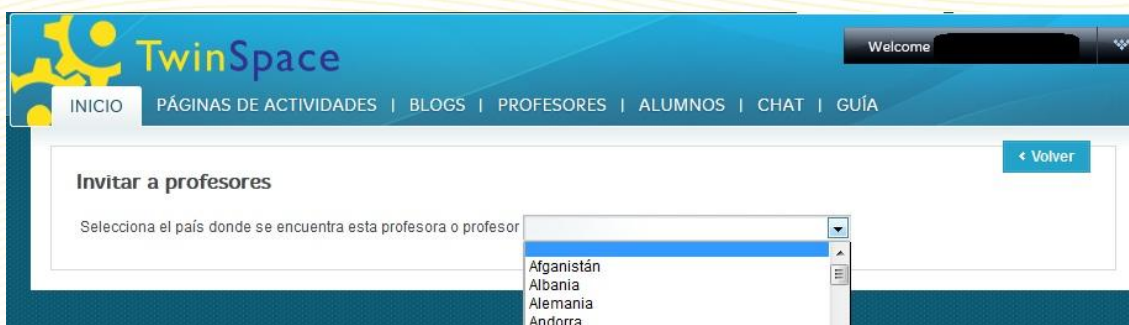 TwinSpace
Welcome
INICIO PÁGINAS DE ACTIVIDADES | BLOGS | PROFESORES | ALUMNOS | CHAT | GUÍA
‹ Volver
Invitar a profesores
Selecciona el país donde se encuentra esta profesora o profesor
Afganistán
Albania
Alemania
Andorra